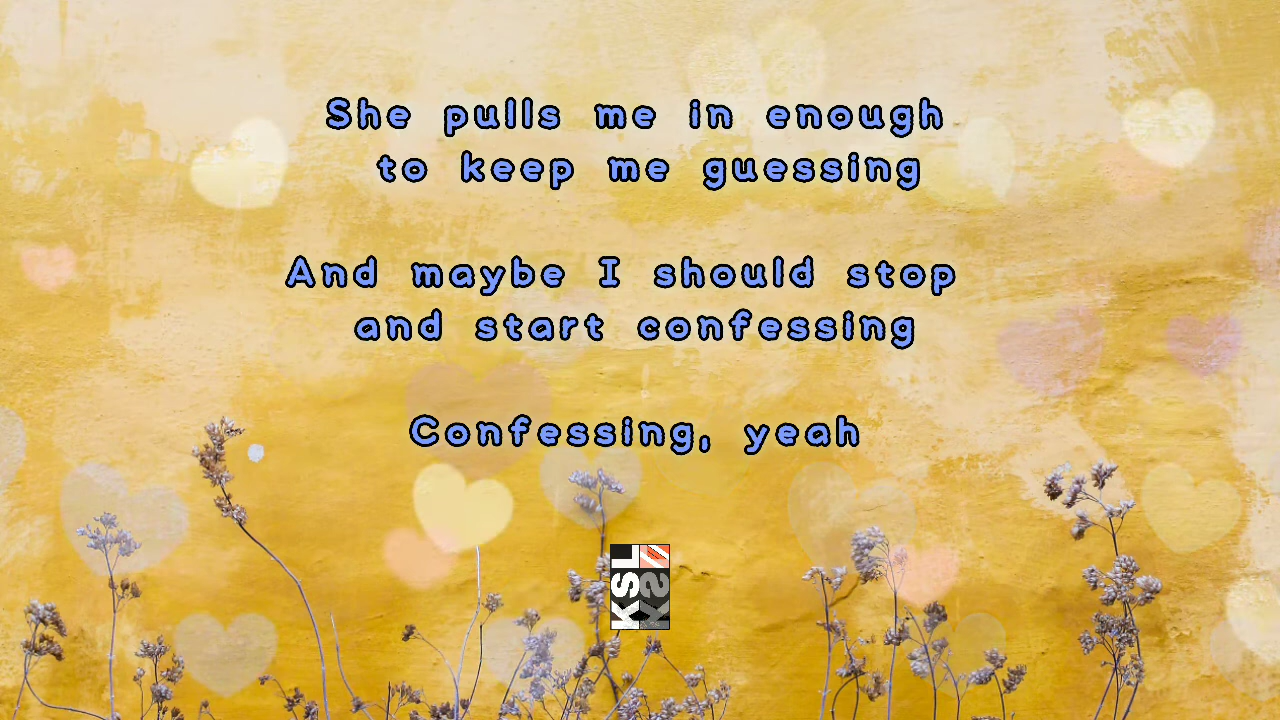 She pulls me in enough
to keep me guessing
And maybe I should stop
and start confessing
Confessing, yeah
KSL